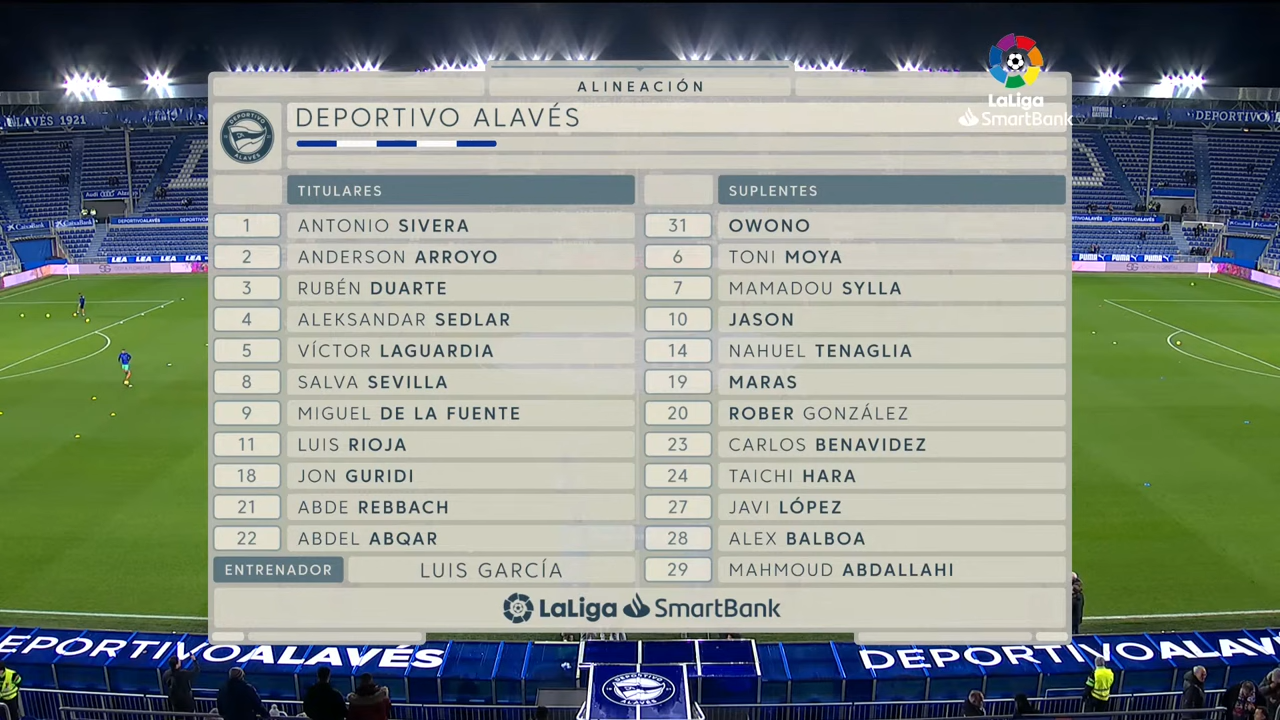 ALINEACIÓN
DEPORTIVO ALAVÉS
LaLiga
SmartBank
ALAVÉS 1921
DEPORTIVO
TITULARES
SUPLENTES
1 ANTONIO SIVERA
31 OWONO
2 ANDERSON ARROYO
6 TONI MOYA
3 RUBÉN DUARTE
7 MAMADOU SYLLA
4 ALEKSANDAR SEDLAR
10 JASON
5 VÍCTOR LAGUARDIA
14 NAHUEL TENAGLIA
8 SALVA SEVILLA
19 MARAS
9 MIGUEL DE LA FUENTE
20 ROBER GONZÁLEZ
11 LUIS RIOJA
23 CARLOS BENAVIDEZ
18 JON GURIDI
24 TAICHI HARA
21 ABDE REBBACH
27 JAVI LÓPEZ
22 ABDEL ABQAR
28 ALEX BALBOA
ENTRENADOR LUIS GARCÍA
29 MAHMOUD ABDALLAHI
LaLiga SmartBank
EPORTIVOALAVÉS
DEPORTIVOALAV
DEPORTIVO
ALAVÉS